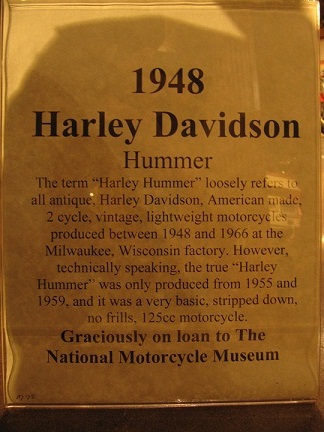 1948
Harley Davidson
Hummer
The term “Harley Hummer” loosely refers to
all antique, Harley Davidson, American made,
2 cycle, vintage, lightweight motorcycles
produced between 1948 and 1966 at the
Milwaukee, Wisconsin factory. However,
technically speaking, the true “Harley
Hummer” was only produced from 1955 and
1959, and it was a very basic, stripped down,
no frills, 125cc motorcycle.
Graciously on loan to The
National Motorcycle Museum